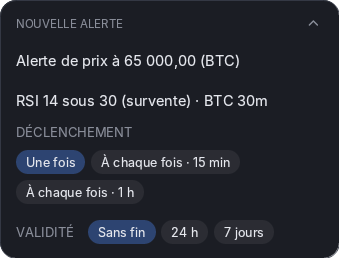 NOUVELLE ALERTE
Alerte de prix à 65 000,00 (BTC)
RSI 14 sous 30 (survente) · BTC 30m
DÉCLENCHEMENT
Une fois À chaque fois · 15 min
À chaque fois · 1 h
VALIDITÉ Sans fin 24 h 7 jours